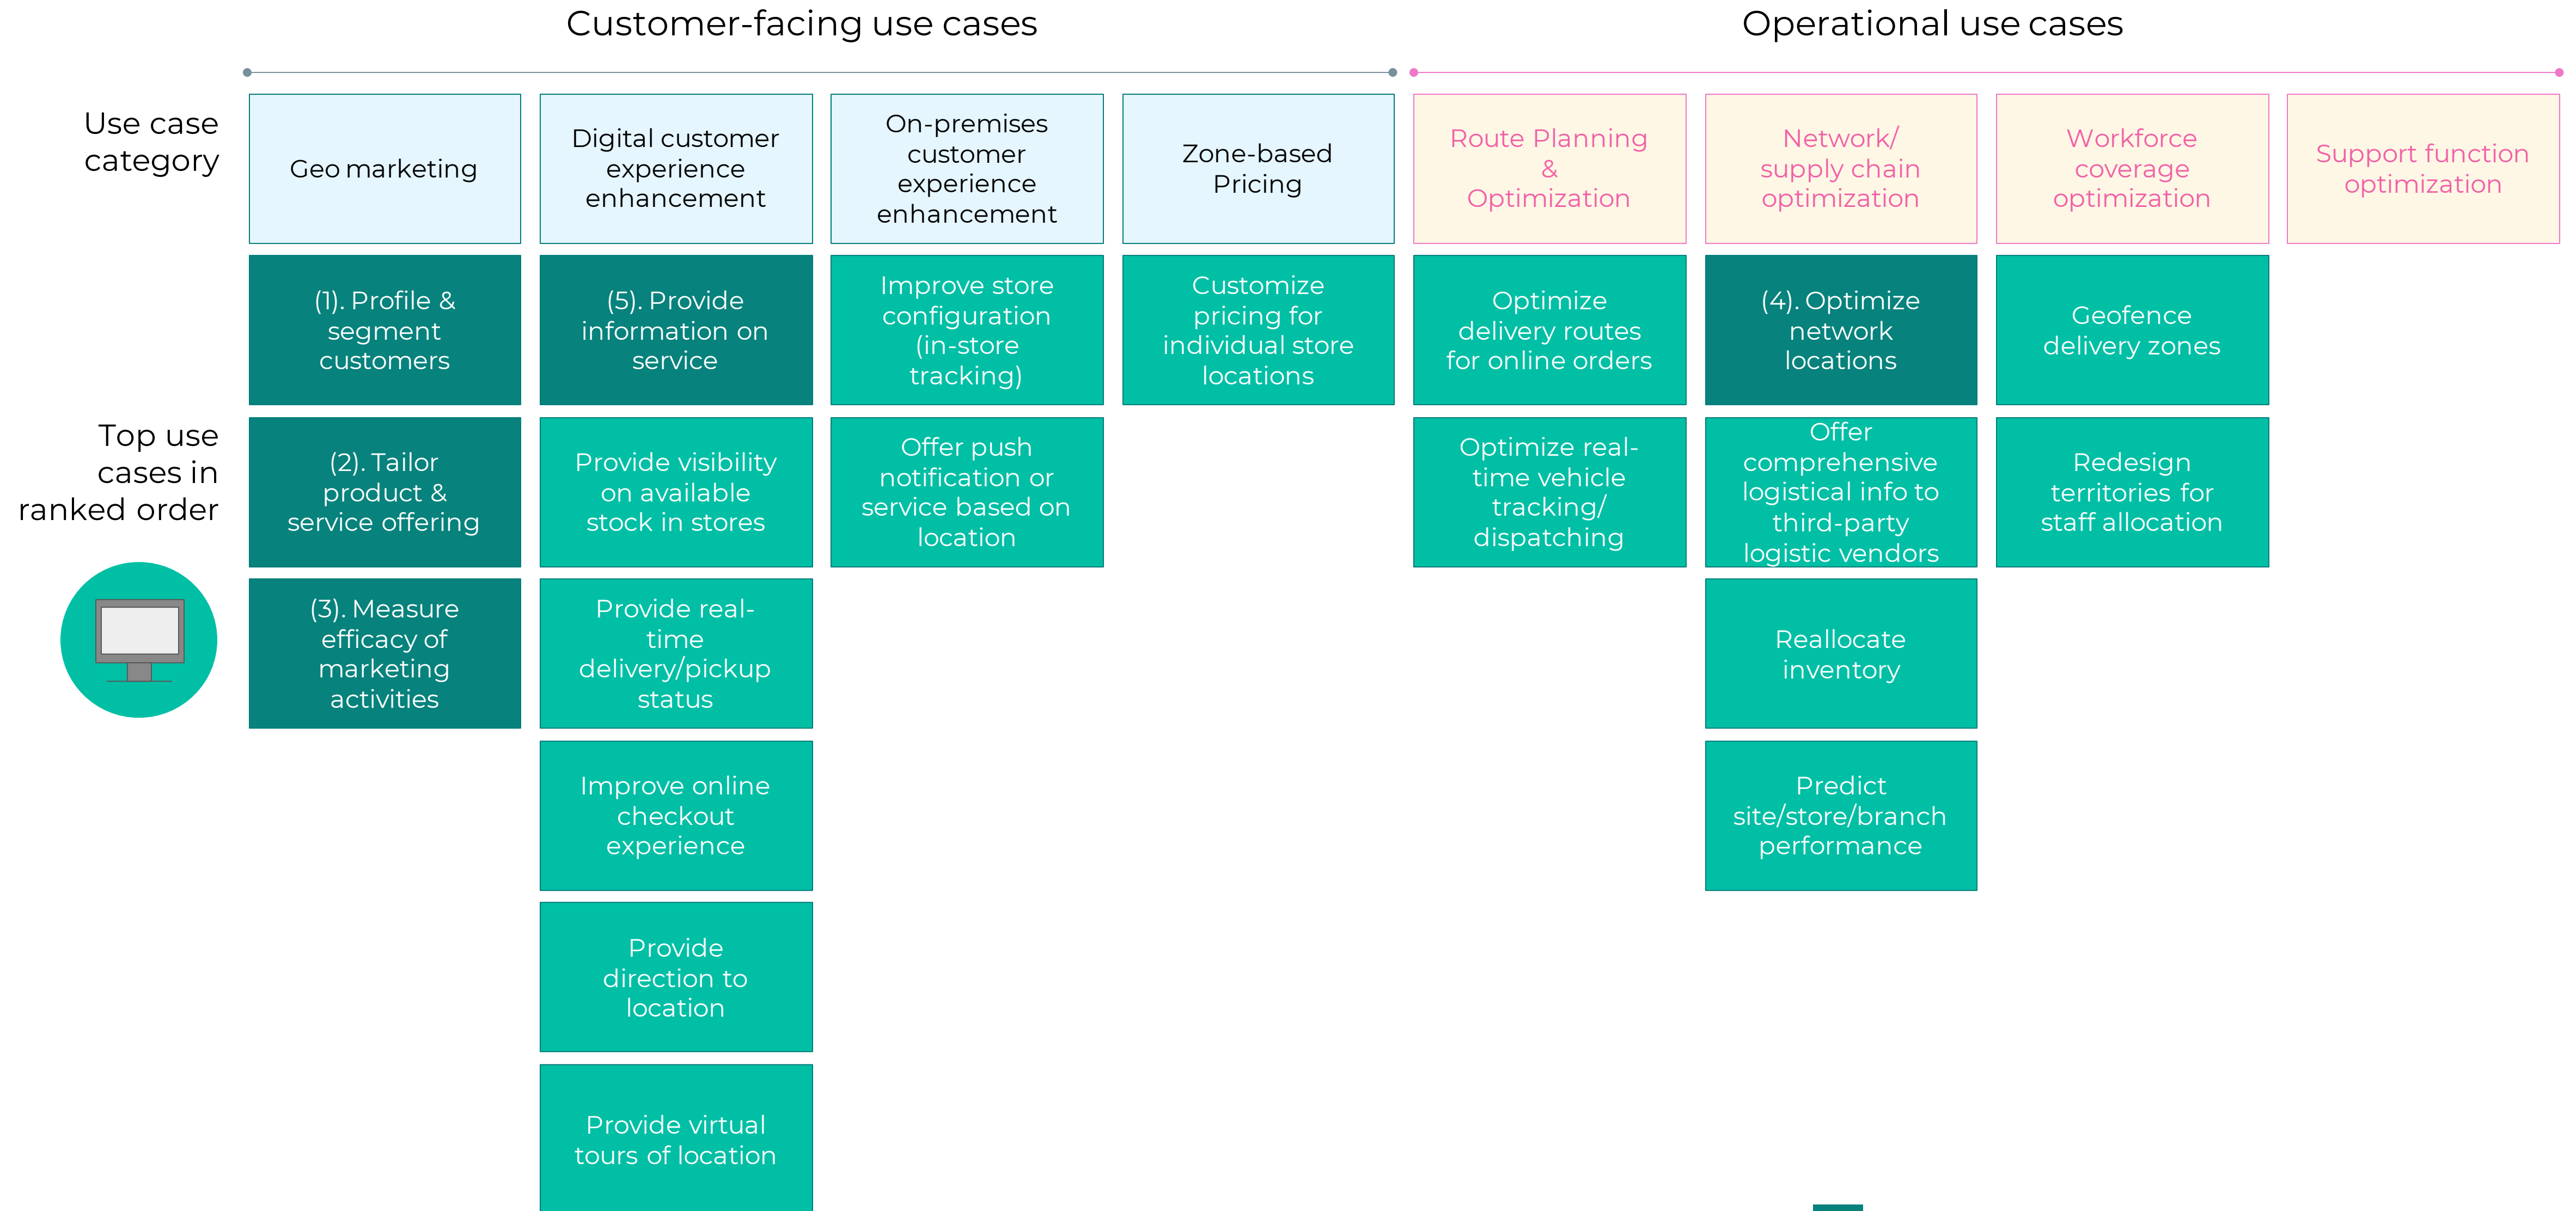 Customer-facing use cases
Operational use cases
Use case
category
Geo marketing
Digital customer
experience
enhancement
On-premises
customer
experience
enhancement
Zone-based
Pricing
Route Planning
&
Optimization
Network/
supply chain
optimization
Workforce
coverage
optimization
Support function
optimization
Top use
cases in
ranked order
(1). Profile &
segment
customers
(5). Provide
information on
service
Improve store
configuration
(in-store
tracking)
Customize
pricing for
individual store
locations
Optimize
delivery routes
for online orders
(4). Optimize
network
locations
Geofence
delivery zones
(2). Tailor
product &
service offering
Provide visibility
on available
stock in stores
Offer push
notification or
service based on
location
Optimize real-
time vehicle
tracking/
dispatching
Offer
comprehensive
logistical info to
third-party
logistic vendors
Redesign
territories for
staff allocation
(3). Measure
efficacy of
marketing
activities
Provide real-
time
delivery/pickup
status
Reallocate
inventory
Improve online
checkout
experience
Predict
site/store/branch
performance
Provide
direction to
location
Provide virtual
tours of location